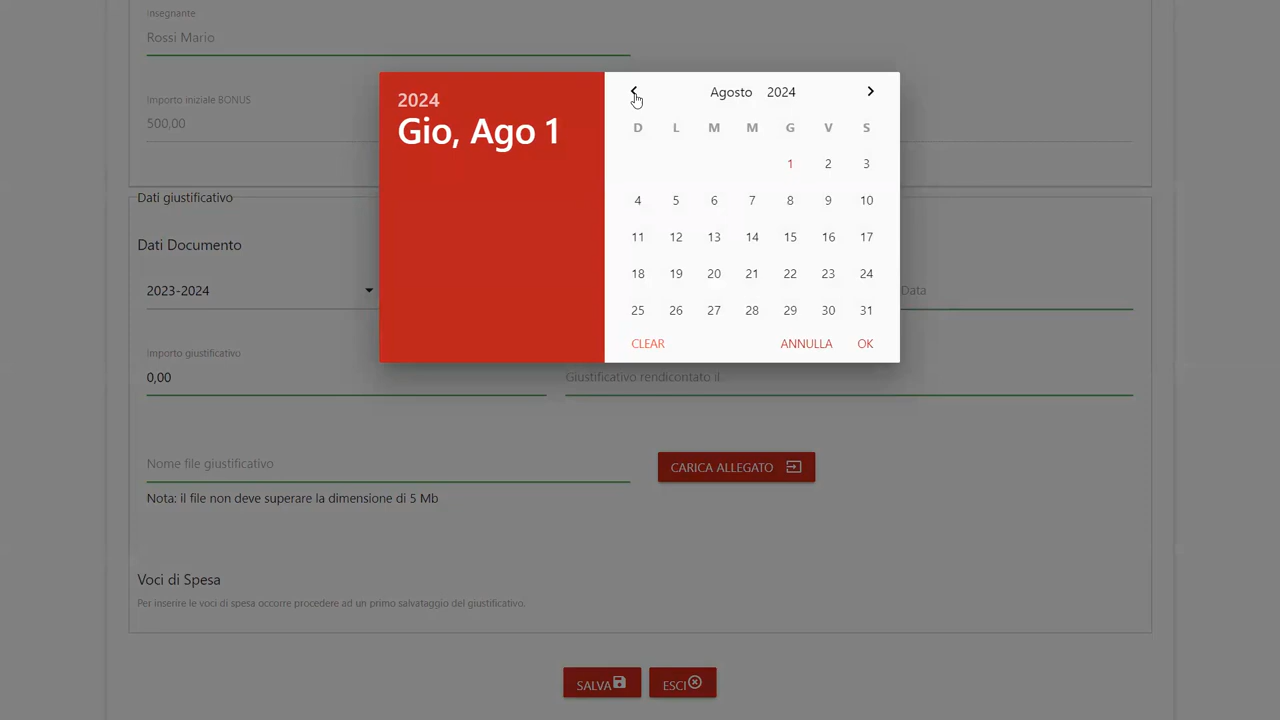 Insegnante
Rossi Mario
Importo iniziale BONUS
500,00
2024
Gio, Ago 1
Agosto 2024
D L M M G V S
1 2 3
4 5 6 7 8 9 10
11 12 13 14 15 16 17
18 19 20 21 22 23 24
25 26 27 28 29 30 31
CLEAR ANNULLA OK
Dati giustificativo
Dati Documento
2023-2024
Data
Importo giustificativo
0,00
Giustificativo rendicontato il
Nome file giustificativo
CARICA ALLEGATO
Nota: il file non deve superare la dimensione di 5 Mb
Voci di Spesa
Per inserire le voci di spesa occorre procedere ad un primo salvataggio del giustificativo.
SALVA ESCI